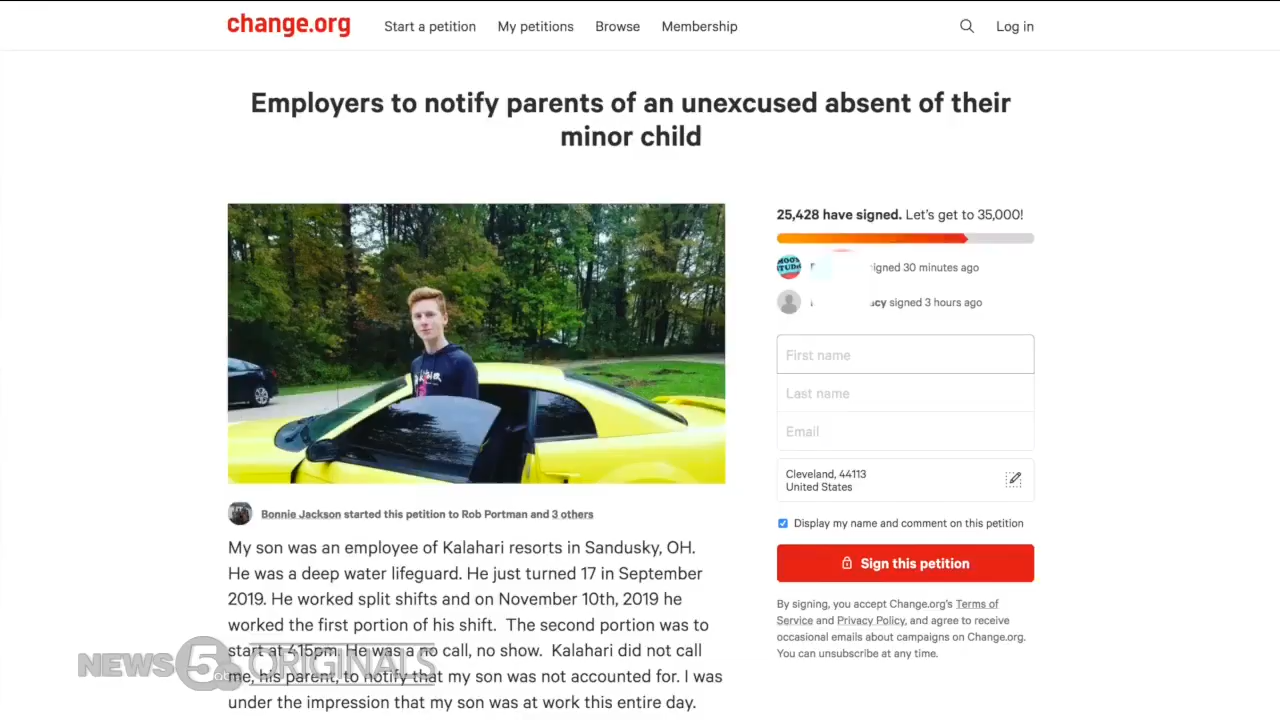 change.org Start a petition My petitions Browse Membership Log in
Employers to notify parents of an unexcused absent of their
minor child
25,428 have signed. Let's get to 35,000!
signed 30 minutes ago
signed 3 hours ago
First name
Last name
Email
Cleveland, 44113
United States
Display my name and comment on this petition
Sign this petition
By signing, you accept Change.org's Terms of
Service and Privacy Policy, and agree to receive
occasional emails about campaigns on Change.org.
You can unsubscribe at any time.
Bonnie Jackson started this petition to Rob Portman and 3 others
My son was an employee of Kalahari resorts in Sandusky, OH.
He was a deep water lifeguard. He just turned 17 in September
2019. He worked split shifts and on November 10th, 2019 he
worked the first portion of his shift. The second portion was to
start at 415pm. He was a no call, no show. Kalahari did not call
me, his parent, to notify that my son was not accounted for. I was
under the impression that my son was at work this entire day.
NEWS 5 ORIGINALS